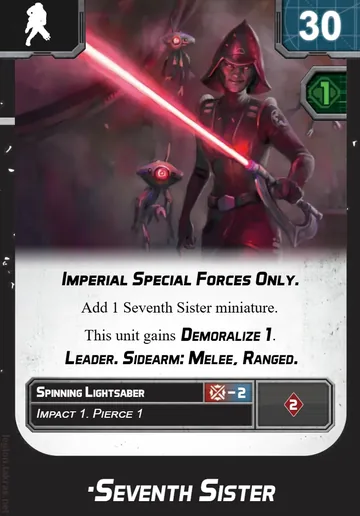 30
1
Imperial Special Forces Only.
Add 1 Seventh Sister miniature.
This unit gains Demoralize 1.
Leader. Sidearm: Melee, Ranged.
Spinning Lightsaber
-2
2
Impact 1. Pierce 1
•Seventh Sister